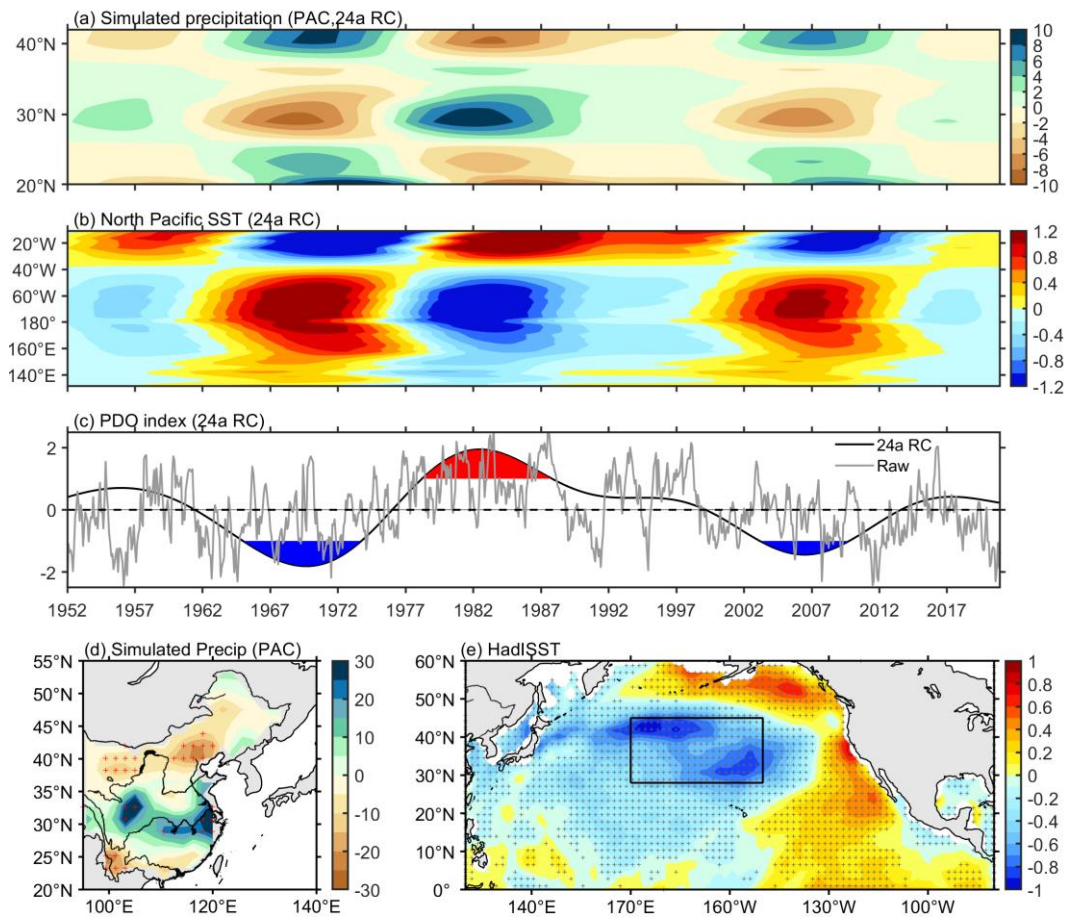 (a) Simulated precipitation (PAC,24a RC)
40°N
30°N
20°N
10
8
6
4
2
0
-2
-4
-6
-8
-10
(b) North Pacific SST (24a RC)
20°W
40°W
60°W
180°
160°E
140°E
1.2
0.8
0.4
0
-0.4
-0.8
-1.2
(c) PDO index (24a RC)
2
0
-2
24a RC
Raw
1952 1957 1962 1967 1972 1977 1982 1987 1992 1997 2002 2007 2012 2017
(d) Simulated Precip (PAC)
55°N
50°N
45°N
40°N
35°N
30°N
25°N
20°N
100°E 120°E 140°E
30
20
10
0
-10
-20
-30
(e) HadISST
60°N
50°N
40°N
30°N
20°N
10°N
0°
140°E 170°E 160°W 130°W 100°W
1
0.8
0.6
0.4
0.2
0
-0.2
-0.4
-0.6
-0.8
-1